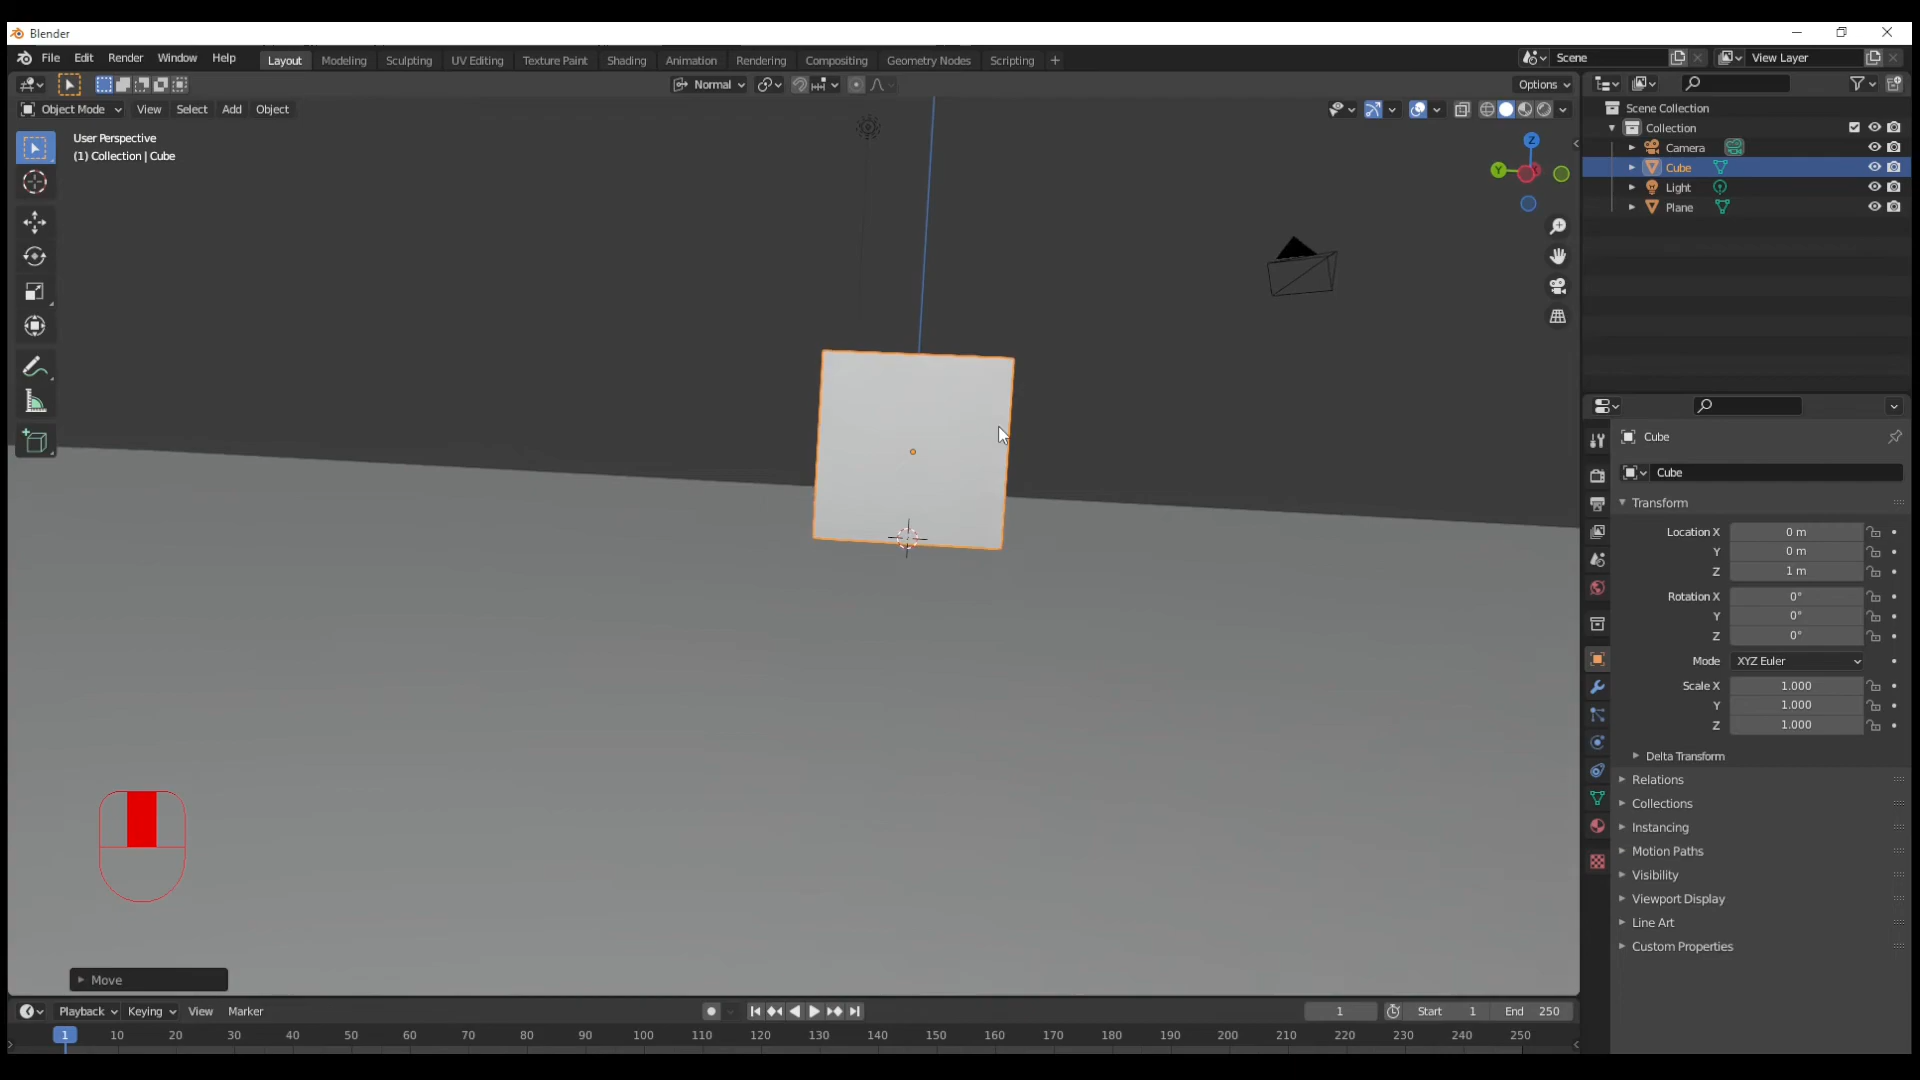 Blender
File Edit Render Window Help
Layout Modeling Sculpting UV Editing Texture Paint Shading Animation Rendering Compositing Geometry Nodes Scripting +
Scene
View Layer
Normal
Options
Object Mode View Select Add Object
User Perspective
(1) Collection | Cube
Z
Y
Scene Collection
Collection
Camera
Cube
Light
Plane
Cube
Cube
Transform
Location X 0 m
Y 0 m
Z 1 m
Rotation X 0°
Y 0°
Z 0°
Mode XYZ Euler
Scale X 1.000
Y 1.000
Z 1.000
Delta Transform
Relations
Collections
Instancing
Motion Paths
Visibility
Viewport Display
Line Art
Custom Properties
Move
Playback Keying View Marker
1 Start 1 End 250
1 10 20 30 40 50 60 70 80 90 100 110 120 130 140 150 160 170 180 190 200 210 220 230 240 250